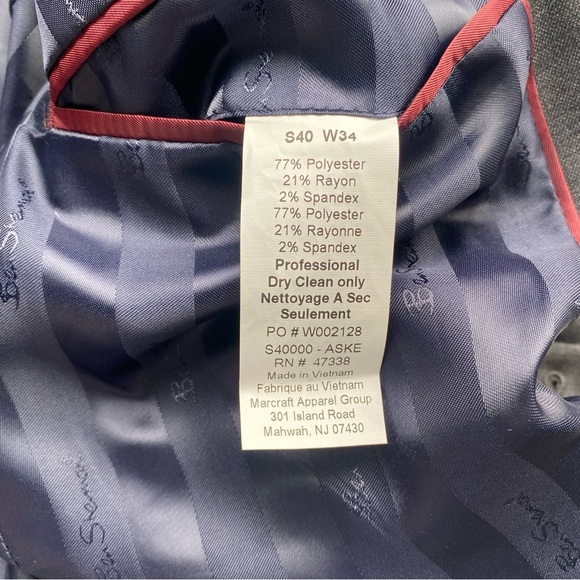 S40 W34
77% Polyester
21% Rayon
2% Spandex
77% Polyester
21% Rayonne
2% Spandex
Professional
Dry Clean only
Nettoyage A Sec
Seulement
PO # W002128
S40000 - ASKE
RN # 47338
Made in Vietnam
Fabrique au Vietnam
Marcraft Apparel Group
301 Island Road
Mahwah, NJ 07430
Ben Sherman